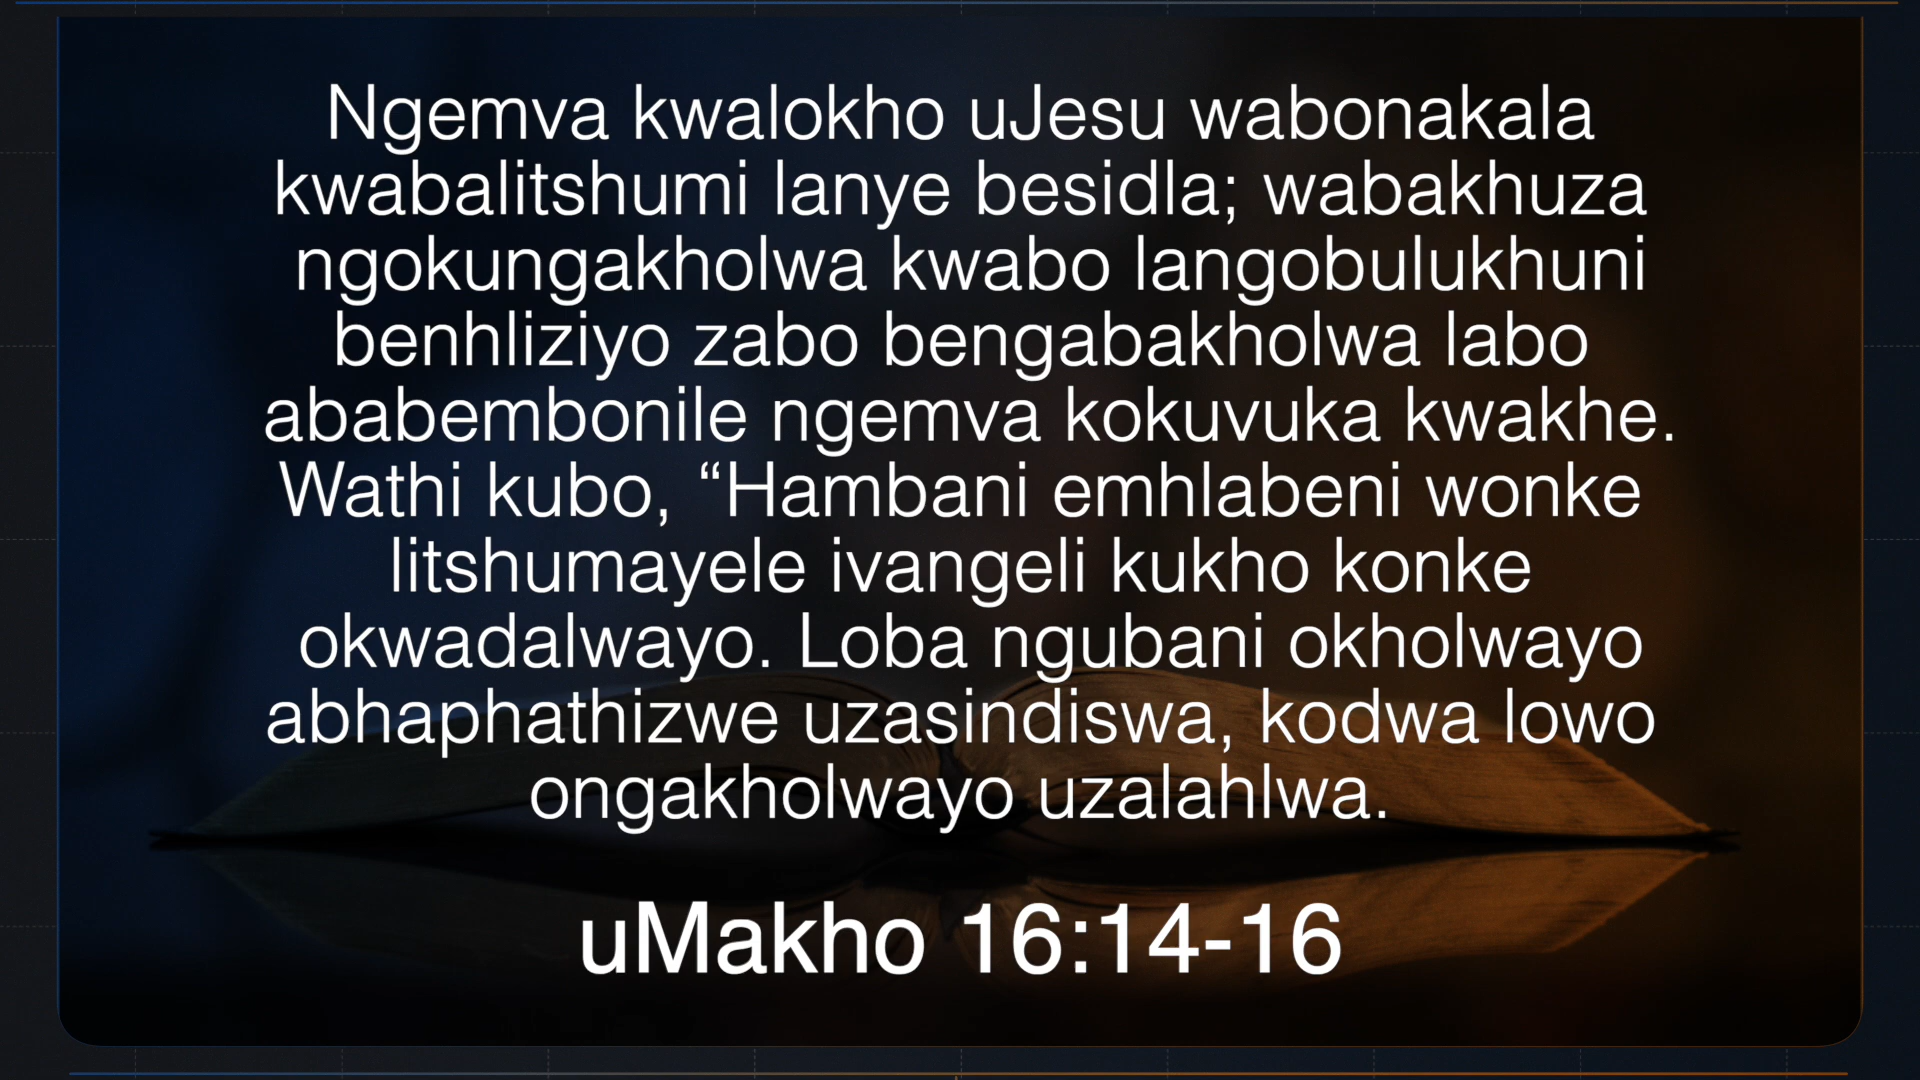 Ngemva kwalokho uJesu wabonakala
kwabalitshumi lanye besidla; wabakhuza
ngokungakholwa kwabo langobulukhuni
benhliziyo zabo bengabakholwa labo
ababembonile ngemva kokuvuka kwakhe.
Wathi kubo, “Hambani emhlabeni wonke
litshumayele ivangeli kukho konke
okwadalwayo. Loba ngubani okholwayo
abhaphathizwe uzasindiswa, kodwa lowo
ongakholwayo uzalahlwa.
uMakho 16:14-16